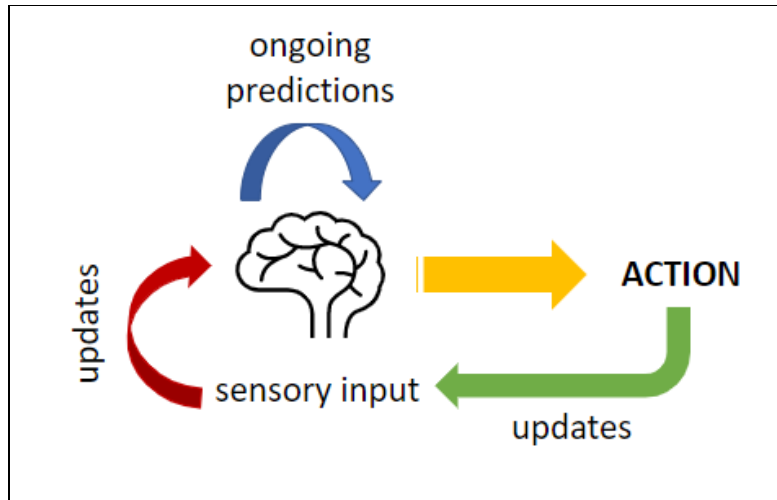 ongoing
predictions
updates
ACTION
sensory input
updates